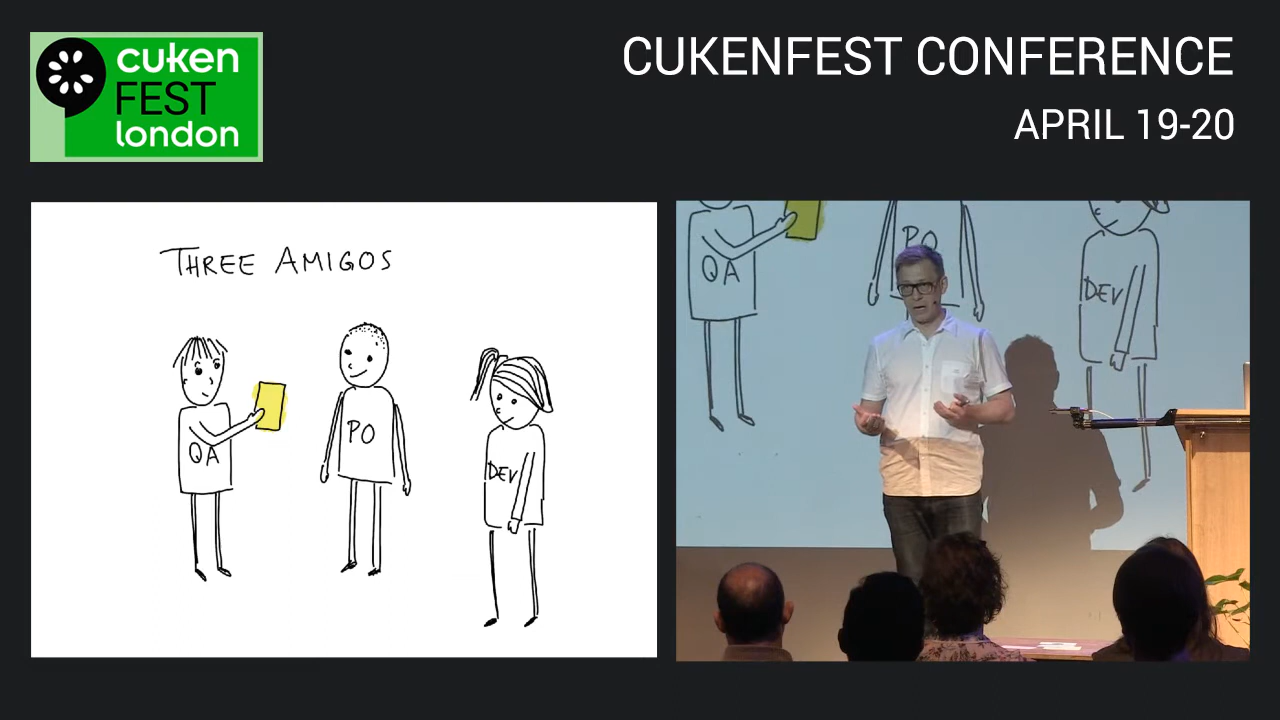 cuken
FEST
london
CUKENFEST CONFERENCE
APRIL 19-20
THREE AMIGOS
QA
PO
DEV
QA
PO
DEV